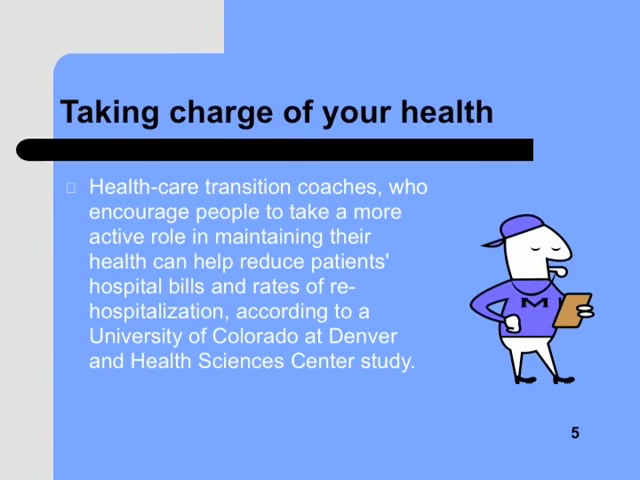 Taking charge of your health
Health-care transition coaches, who
encourage people to take a more
active role in maintaining their
health can help reduce patients'
hospital bills and rates of re-
hospitalization, according to a
University of Colorado at Denver
and Health Sciences Center study.
M
5